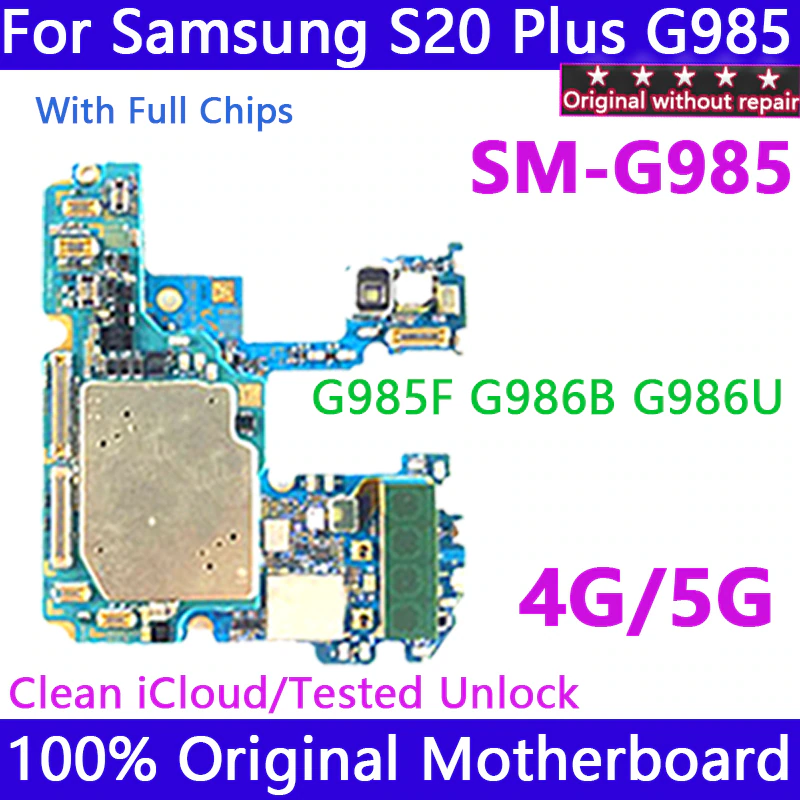 For Samsung S20 Plus G985
Original without repair
With Full Chips
SM-G985
G985F G986B G986U
4G/5G
Clean iCloud/Tested Unlock
100% Original Motherboard